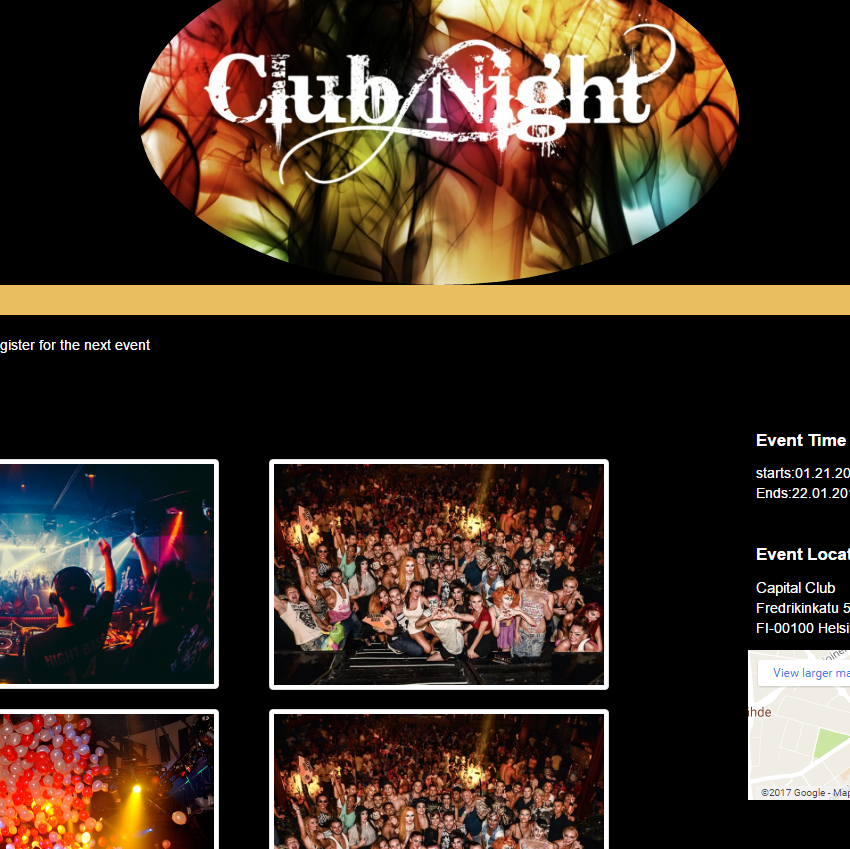 Club Night
gister for the next event
Event Time
starts:01.21.20
Ends:22.01.20
Event Locat
Capital Club
Fredrikinkatu 5
FI-00100 Helsi
View larger ma
ähde
©2017 Google - Map